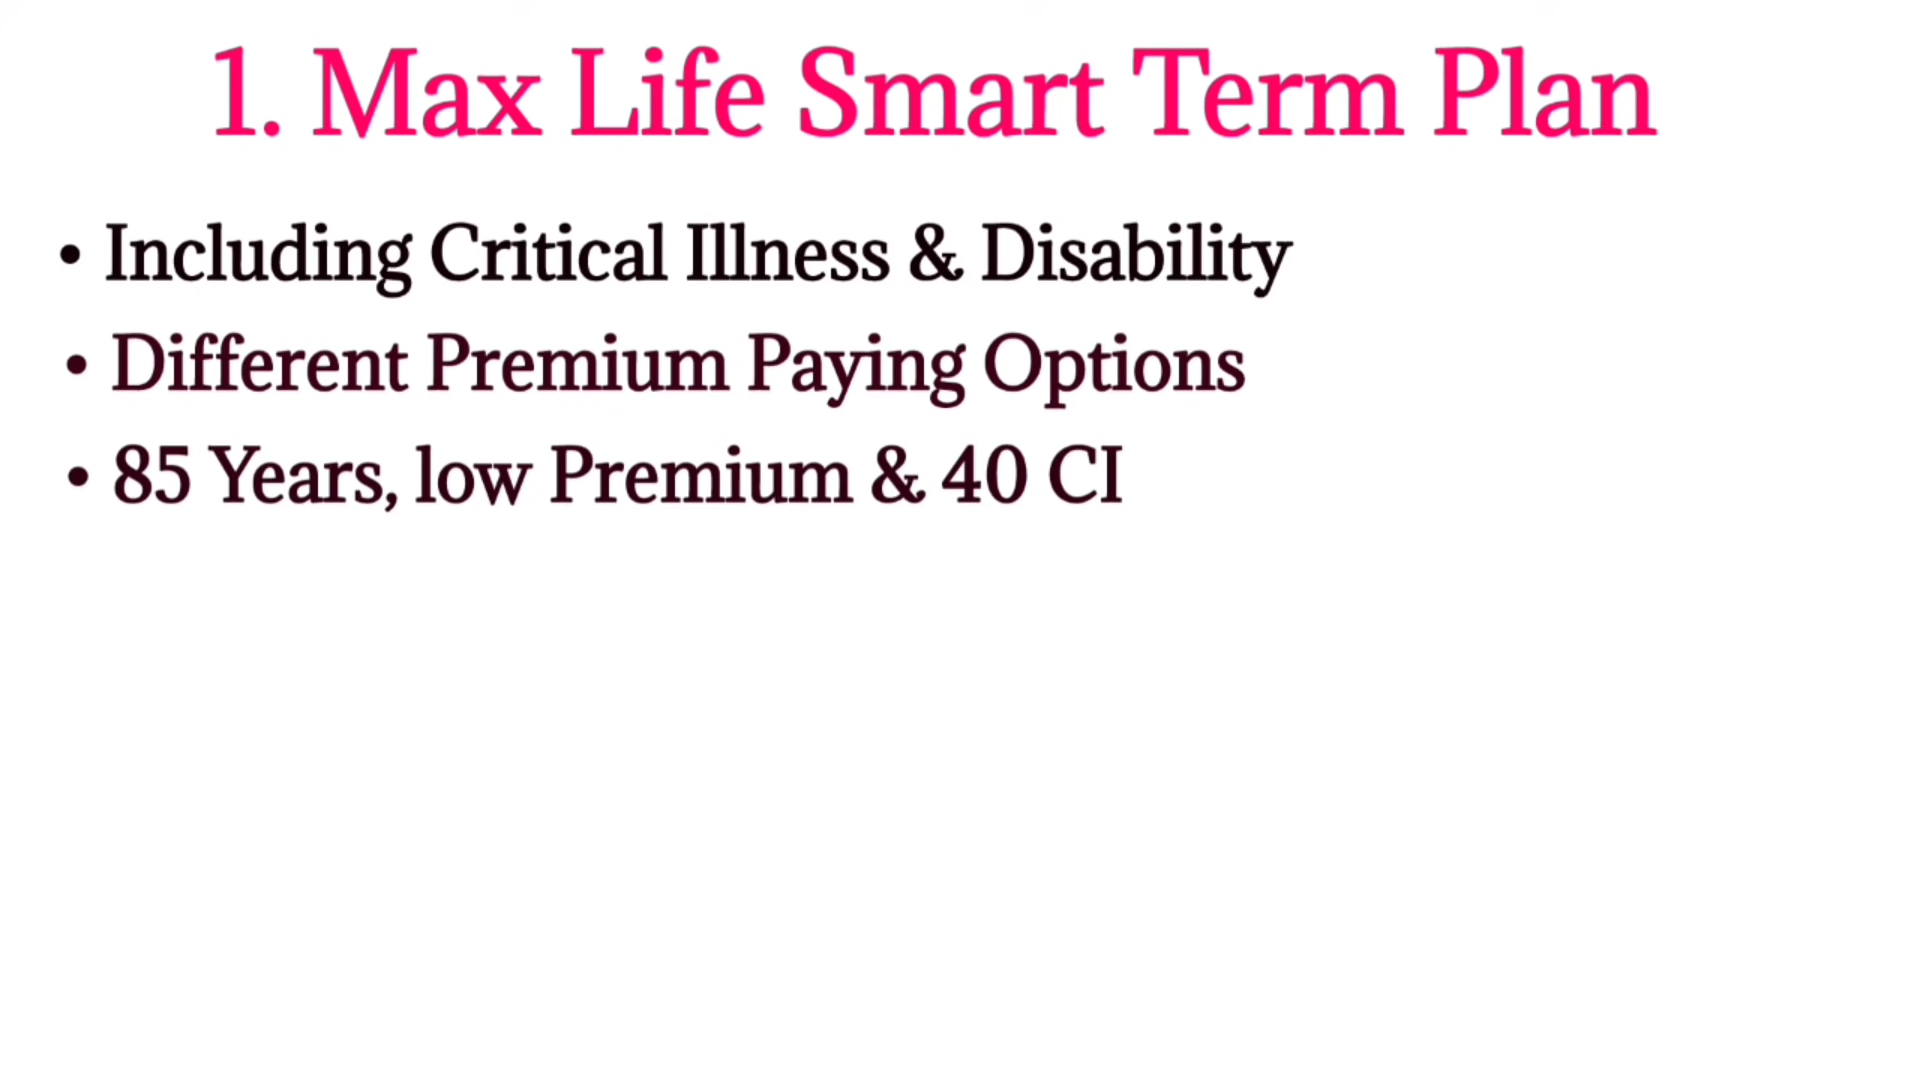 1. Max Life Smart Term Plan
• Including Critical Illness & Disability
• Different Premium Paying Options
• 85 Years, low Premium & 40 CI